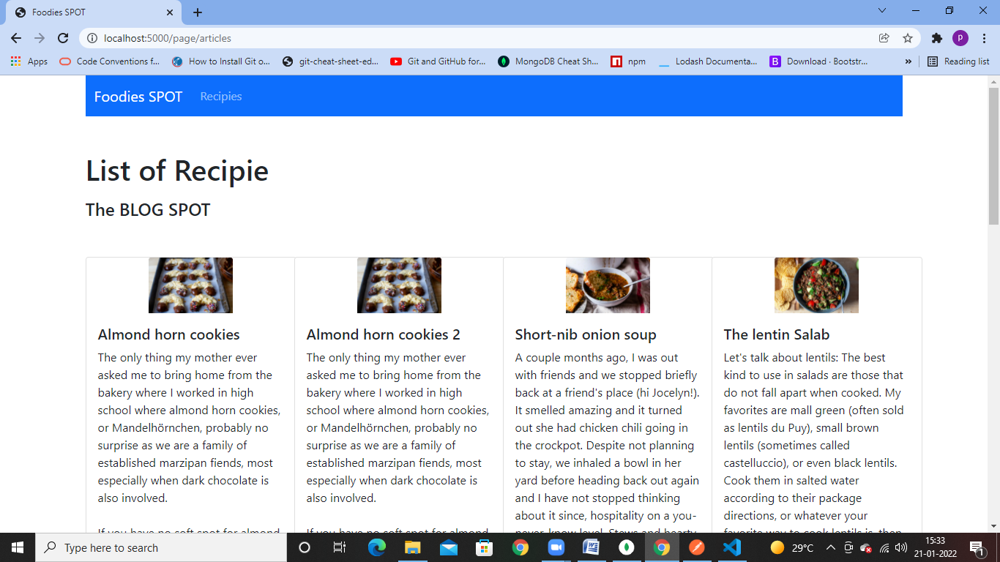 Foodies SPOT
localhost:5000/page/articles
P
Apps
Code Conventions f...
How to Install Git o...
git-cheat-sheet-ed...
Git and GitHub for...
MongoDB Cheat Sh...
npm
Lodash Documenta...
B
Download · Bootstr...
»
Reading list
Foodies SPOT
Recipies
List of Recipie
The BLOG SPOT
Almond horn cookies
The only thing my mother ever
asked me to bring home from the
bakery where I worked in high
school where almond horn cookies,
or Mandelhörnchen, probably no
surprise as we are a family of
established marzipan fiends, most
especially when dark chocolate is
also involved.
If you have no soft spot for almond
Almond horn cookies 2
The only thing my mother ever
asked me to bring home from the
bakery where I worked in high
school where almond horn cookies,
or Mandelhörnchen, probably no
surprise as we are a family of
established marzipan fiends, most
especially when dark chocolate is
also involved.
If you have no soft spot for almond
Short-nib onion soup
A couple months ago, I was out
with friends and we stopped briefly
back at a friend's place (hi Jocelyn!).
It smelled amazing and it turned
out she had chicken chili going in
the crockpot. Despite not planning
to stay, we inhaled a bowl in her
yard before heading back out again
and I have not stopped thinking
about it since, hospitality on a you-
never-know level. Stews and hearty
The lentin Salab
Let's talk about lentils: The best
kind to use in salads are those that
do not fall apart when cooked. My
favorites are mall green (often sold
as lentils du Puy), small brown
lentils (sometimes called
castelluccio), or even black lentils.
Cook them in salted water
according to their package
directions, or whatever your
favorite way to cook lentils is, then
Type here to search
29°C
15:33
21-01-2022
1